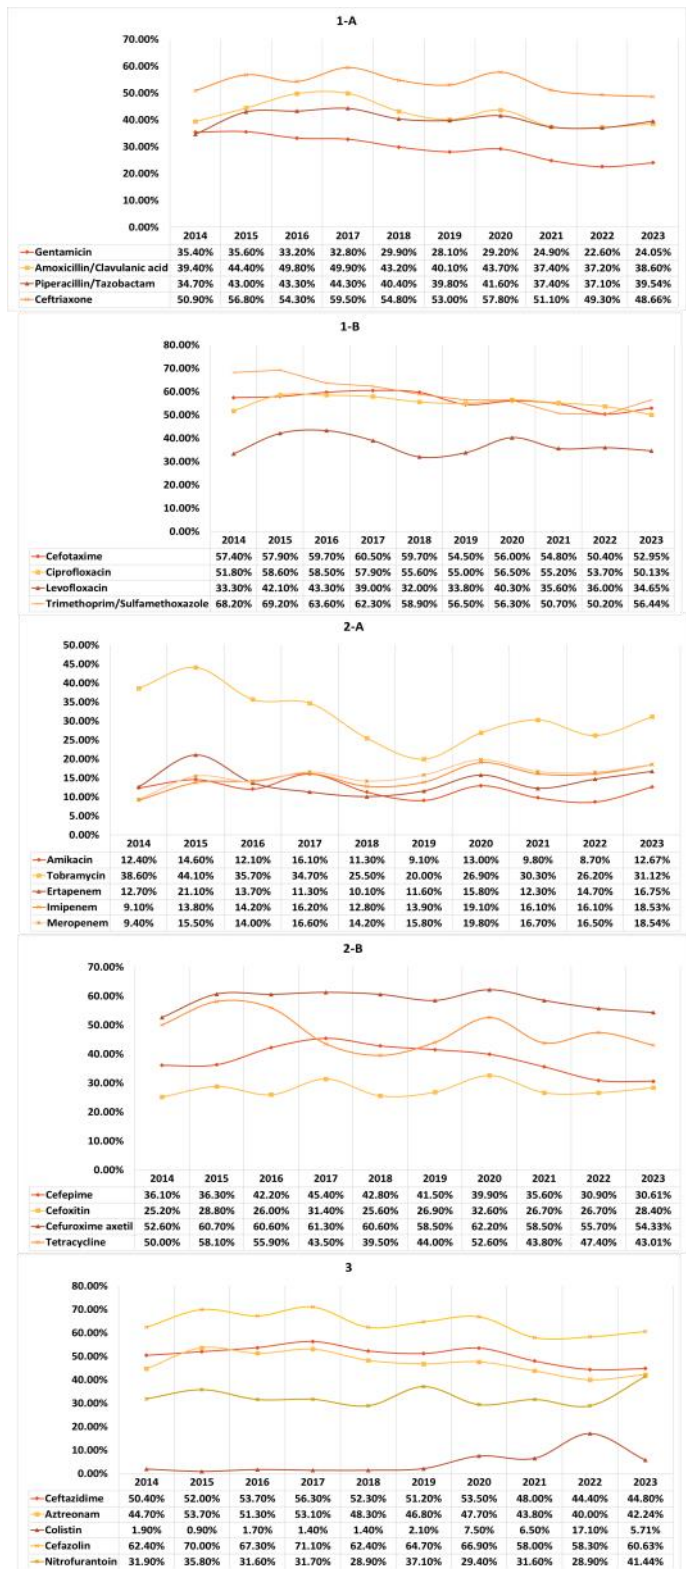 1-A
70.00%
60.00%
50.00%
40.00%
30.00%
20.00%
10.00%
0.00%
2014 2015 2016 2017 2018 2019 2020 2021 2022 2023
Gentamicin 35.40% 35.60% 33.20% 32.80% 29.90% 28.10% 29.20% 24.90% 22.60% 24.05%
Amoxicillin/Clavulanic acid 39.40% 44.40% 49.80% 49.90% 43.20% 40.10% 43.70% 37.40% 37.20% 38.60%
Piperacillin/Tazobactam 34.70% 43.00% 43.30% 44.30% 40.40% 39.80% 41.60% 37.40% 37.10% 39.54%
Ceftriaxone 50.90% 56.80% 54.30% 59.50% 54.80% 53.00% 57.80% 51.10% 49.30% 48.66%
1-B
80.00%
70.00%
60.00%
50.00%
40.00%
30.00%
20.00%
10.00%
0.00%
2014 2015 2016 2017 2018 2019 2020 2021 2022 2023
Cefotaxime 57.40% 57.90% 59.70% 60.50% 59.70% 54.50% 56.00% 54.80% 50.40% 52.95%
Ciprofloxacin 51.80% 58.60% 58.50% 57.90% 55.60% 55.00% 56.50% 55.20% 53.70% 50.13%
Levofloxacin 33.30% 42.10% 43.30% 39.00% 32.00% 33.80% 40.30% 35.60% 36.00% 34.65%
Trimethoprim/Sulfamethoxazole 68.20% 69.20% 63.60% 62.30% 58.90% 56.50% 56.30% 50.70% 50.20% 56.44%
2-A
50.00%
45.00%
40.00%
35.00%
30.00%
25.00%
20.00%
15.00%
10.00%
5.00%
0.00%
2014 2015 2016 2017 2018 2019 2020 2021 2022 2023
Amikacin 12.40% 14.60% 12.10% 16.10% 11.30% 9.10% 13.00% 9.80% 8.70% 12.67%
Tobramycin 38.60% 44.10% 35.70% 34.70% 25.50% 20.00% 26.90% 30.30% 26.20% 31.12%
Ertapenem 12.70% 21.10% 13.70% 11.30% 10.10% 11.60% 15.80% 12.30% 14.70% 16.75%
Imipenem 9.10% 13.80% 14.20% 16.20% 12.80% 13.90% 19.10% 16.10% 16.10% 18.53%
Meropenem 9.40% 15.50% 14.00% 16.60% 14.20% 15.80% 19.80% 16.70% 16.50% 18.54%
2-B
70.00%
60.00%
50.00%
40.00%
30.00%
20.00%
10.00%
0.00%
2014 2015 2016 2017 2018 2019 2020 2021 2022 2023
Cefepime 36.10% 36.30% 42.20% 45.40% 42.80% 41.50% 39.90% 35.60% 30.90% 30.61%
Cefoxitin 25.20% 28.80% 26.00% 31.40% 25.60% 26.90% 32.60% 26.70% 26.70% 28.40%
Cefuroxime axetil 52.60% 60.70% 60.60% 61.30% 60.60% 58.50% 62.20% 58.50% 55.70% 54.33%
Tetracycline 50.00% 58.10% 55.90% 43.50% 39.50% 44.00% 52.60% 43.80% 47.40% 43.01%
3
80.00%
70.00%
60.00%
50.00%
40.00%
30.00%
20.00%
10.00%
0.00%
2014 2015 2016 2017 2018 2019 2020 2021 2022 2023
Ceftazidime 50.40% 52.00% 53.70% 56.30% 52.30% 51.20% 53.50% 48.00% 44.40% 44.80%
Aztreonam 44.70% 53.70% 51.30% 53.10% 48.30% 46.80% 47.70% 43.80% 40.00% 42.24%
Colistin 1.90% 0.90% 1.70% 1.40% 1.40% 2.10% 7.50% 6.50% 17.10% 5.71%
Cefazolin 62.40% 70.00% 67.30% 71.10% 62.40% 64.70% 66.90% 58.00% 58.30% 60.63%
Nitrofurantoin 31.90% 35.80% 31.60% 31.70% 28.90% 37.10% 29.40% 31.60% 28.90% 41.44%